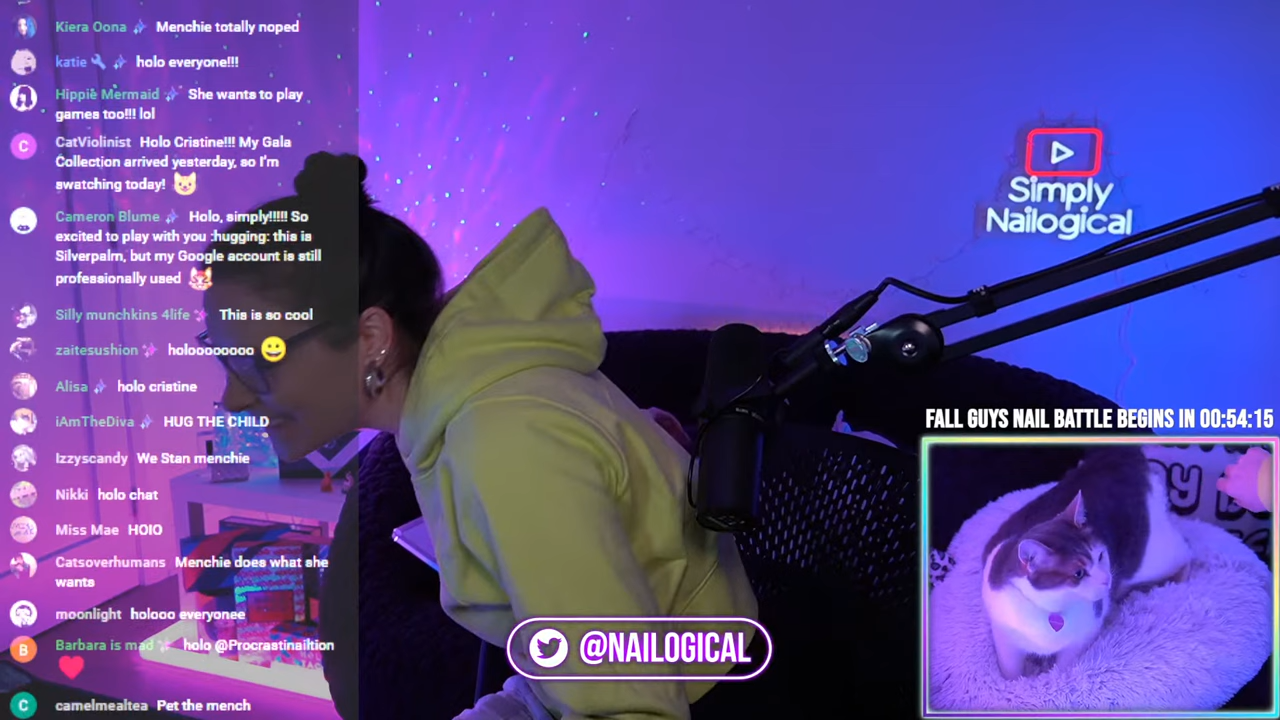 Kiera Oona Menchie totally noped
katie holo everyone!!!
Hippie Mermaid She wants to play
games too!!! lol
C CatViolinist Holo Cristine!!! My Gala
Collection arrived yesterday, so I'm
swatching today!
Cameron Blume Holo, simply!!!!! So
excited to play with you :hugging: this is
Silverpalm, but my Google account is still
professionally used
Silly munchkins 4life This is so cool
zaitesushion holoooooooo
Alisa holo cristine
iAmTheDiva HUG THE CHILD
Izzyscandy We Stan menchie
Nikki holo chat
Miss Mae HOlO
Catsoverhumans Menchie does what she
wants
moonlight holooo everyonee
B Barbara is mad holo @Procrastinailtion
C camelmealtea Pet the mench
Simply
Nailogical
FALL GUYS NAIL BATTLE BEGINS IN 00:54:15
@NAILOGICAL